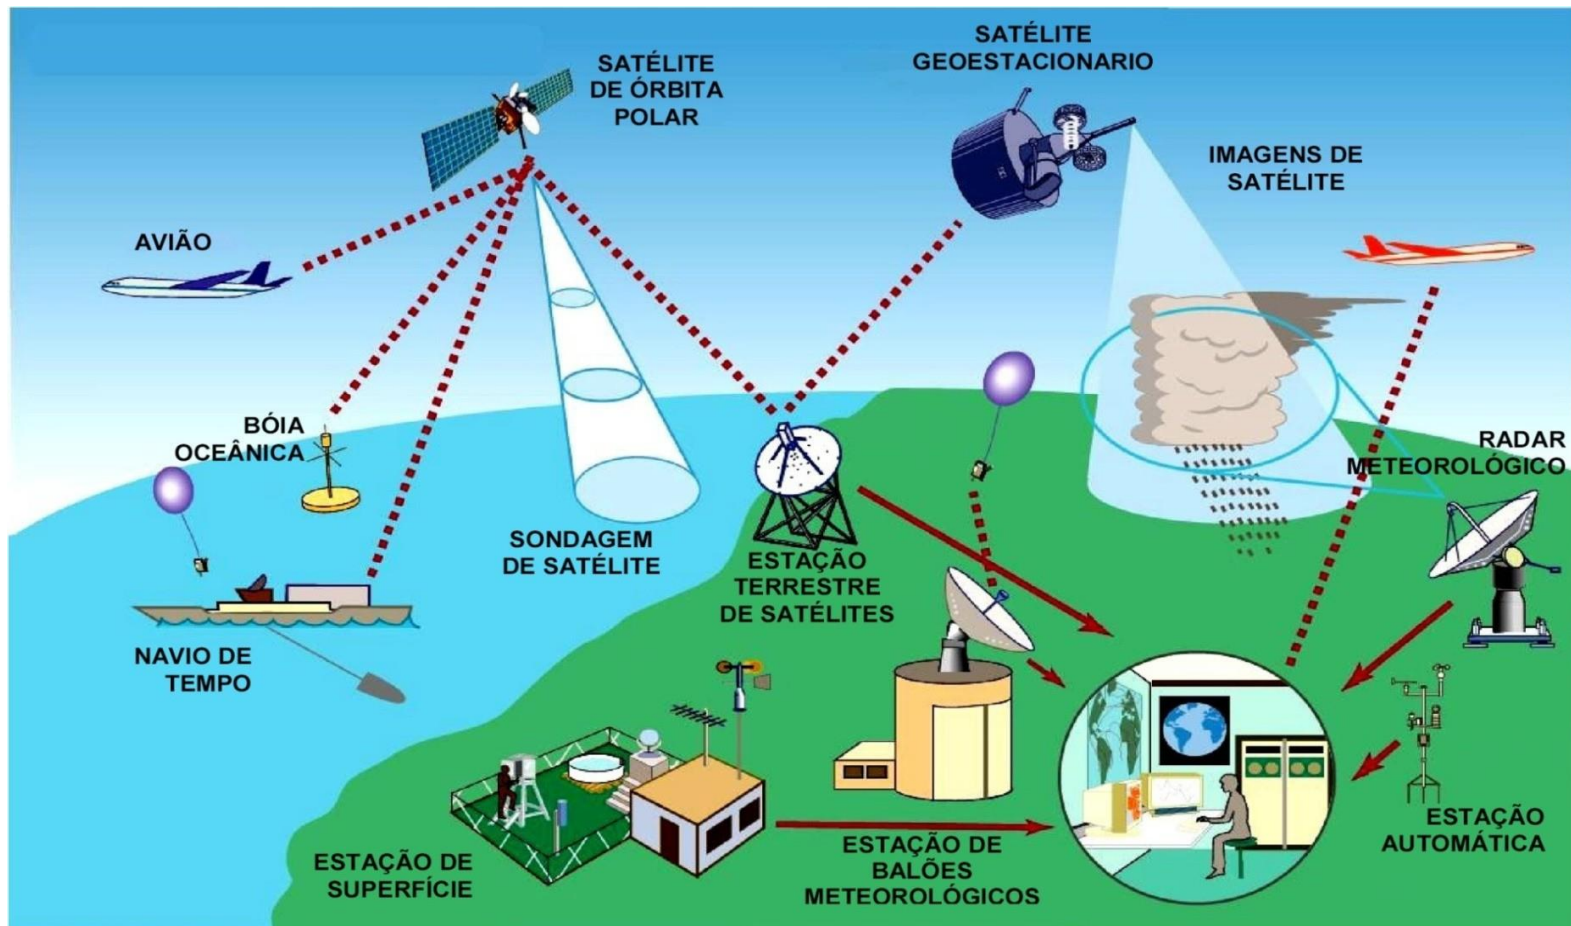 SATÉLITE
DE ÓRBITA
POLAR
SATÉLITE
GEOESTACIONARIO
IMAGENS DE
SATÉLITE
AVIÃO
BÓIA
OCEÂNICA
RADAR
METEOROLÓGICO
SONDAGEM
DE SATÉLITE
ESTAÇÃO
TERRESTRE
DE SATÉLITES
NAVIO DE
TEMPO
ESTAÇÃO DE
SUPERFÍCIE
ESTAÇÃO DE
BALÕES
METEOROLÓGICOS
ESTAÇÃO
AUTOMÁTICA